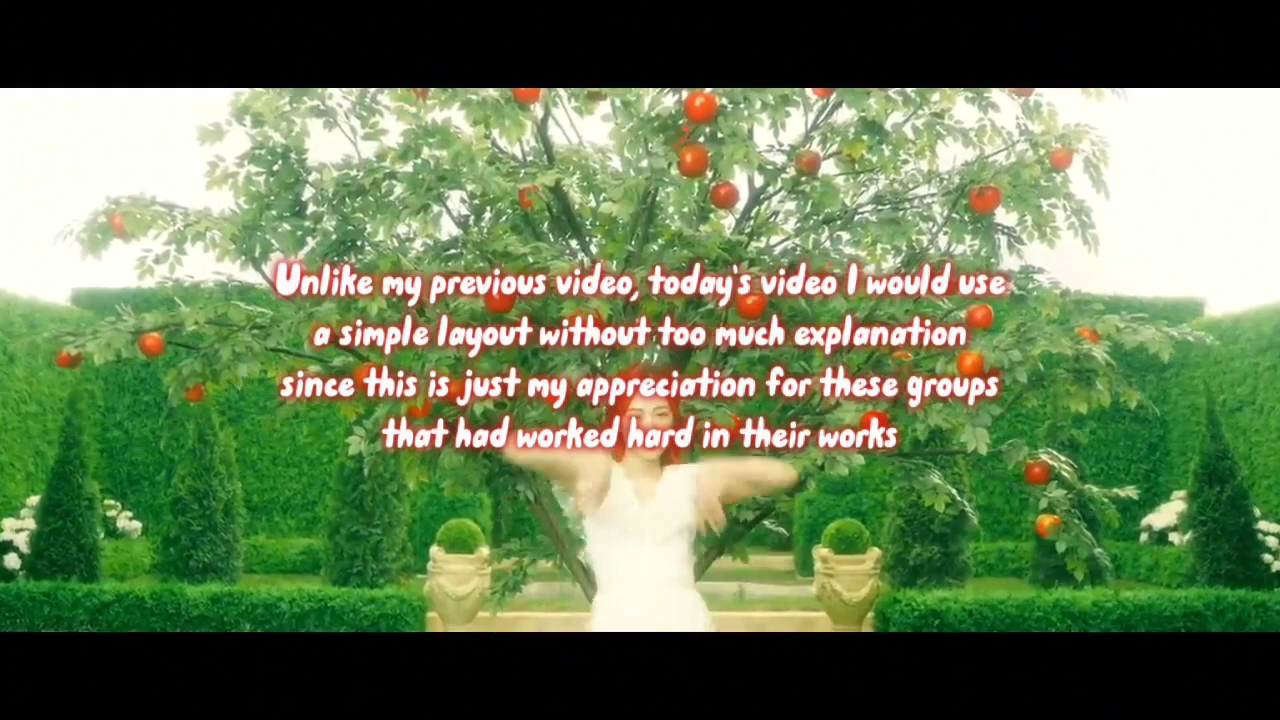 Unlike my previous video, today's video I would use
a simple layout without too much explanation
since this is just my appreciation for these groups
that had worked hard in their works